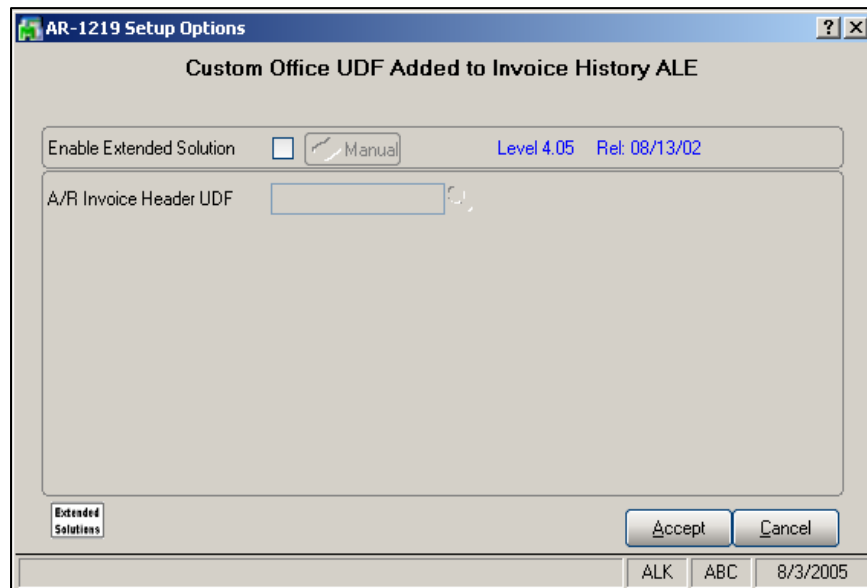 AR-1219 Setup Options
Custom Office UDF Added to Invoice History ALE
Enable Extended Solution Manual Level 4.05 Rel: 08/13/02
A/R Invoice Header UDF
Extended
Solutions
Accept Cancel
ALK ABC 8/3/2005